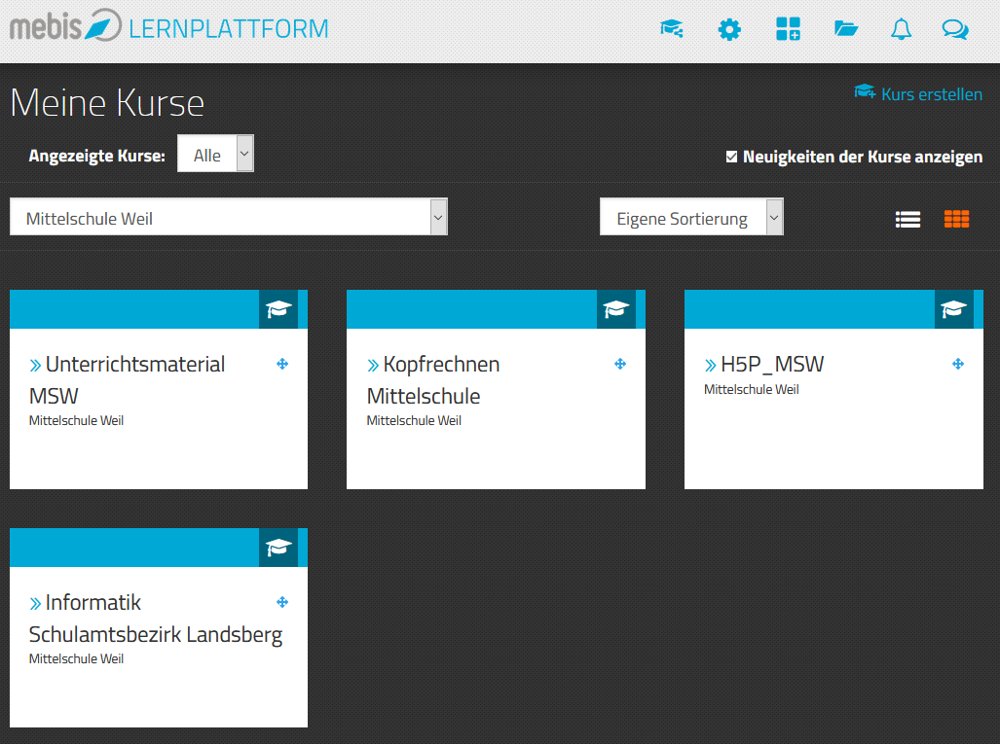 mebis LERNPLATTFORM
Meine Kurse
Kurs erstellen
Angezeigte Kurse: Alle
Neuigkeiten der Kurse anzeigen
Mittelschule Weil
Eigene Sortierung
Unterrichtsmaterial
MSW
Mittelschule Weil
Kopfrechnen
Mittelschule
Mittelschule Weil
H5P_MSW
Mittelschule Weil
Informatik
Schulamtsbezirk Landsberg
Mittelschule Weil